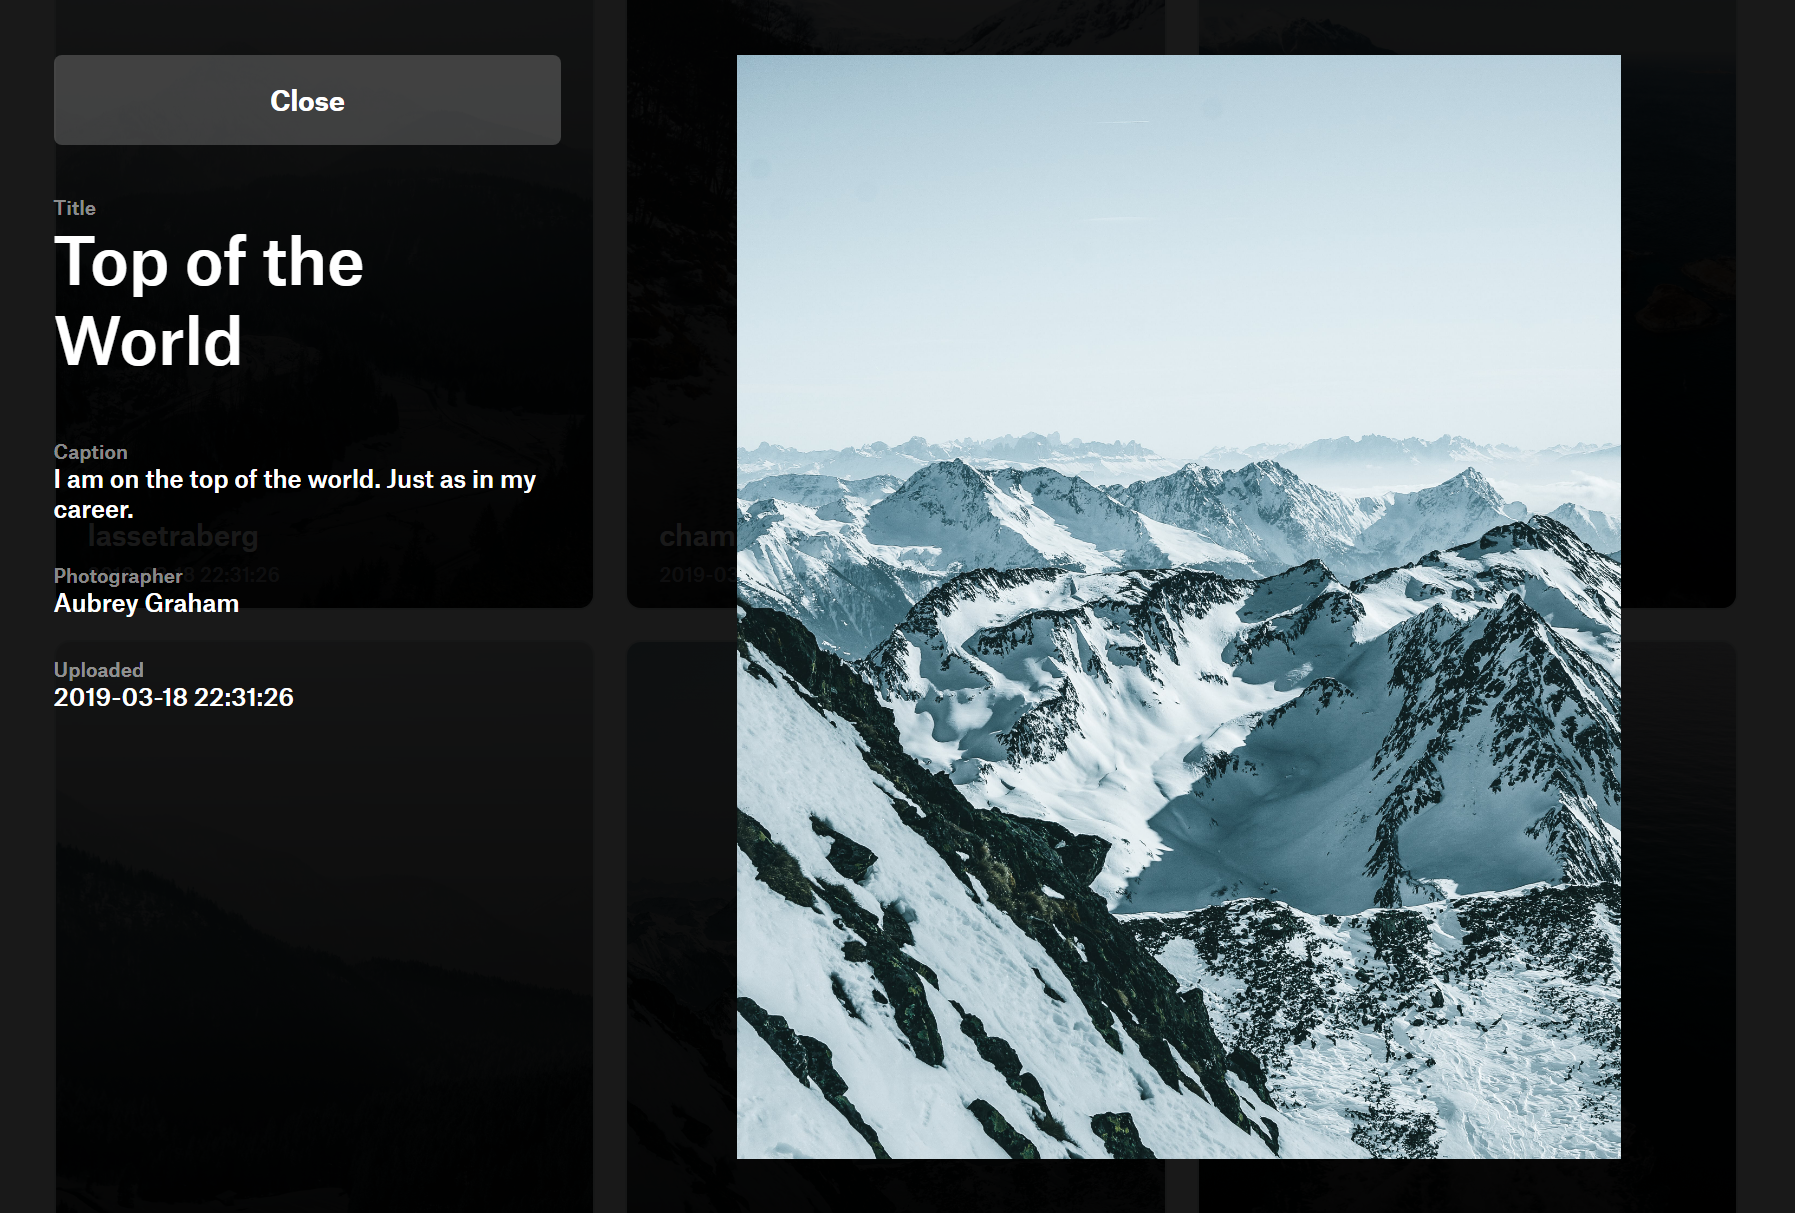 Close
Title
Top of the
World
Caption
I am on the top of the world. Just as in my
career.
lassetraberg
cham
Photographer
8 22:31:26
2019-03
Aubrey Graham
Uploaded
2019-03-18 22:31:26